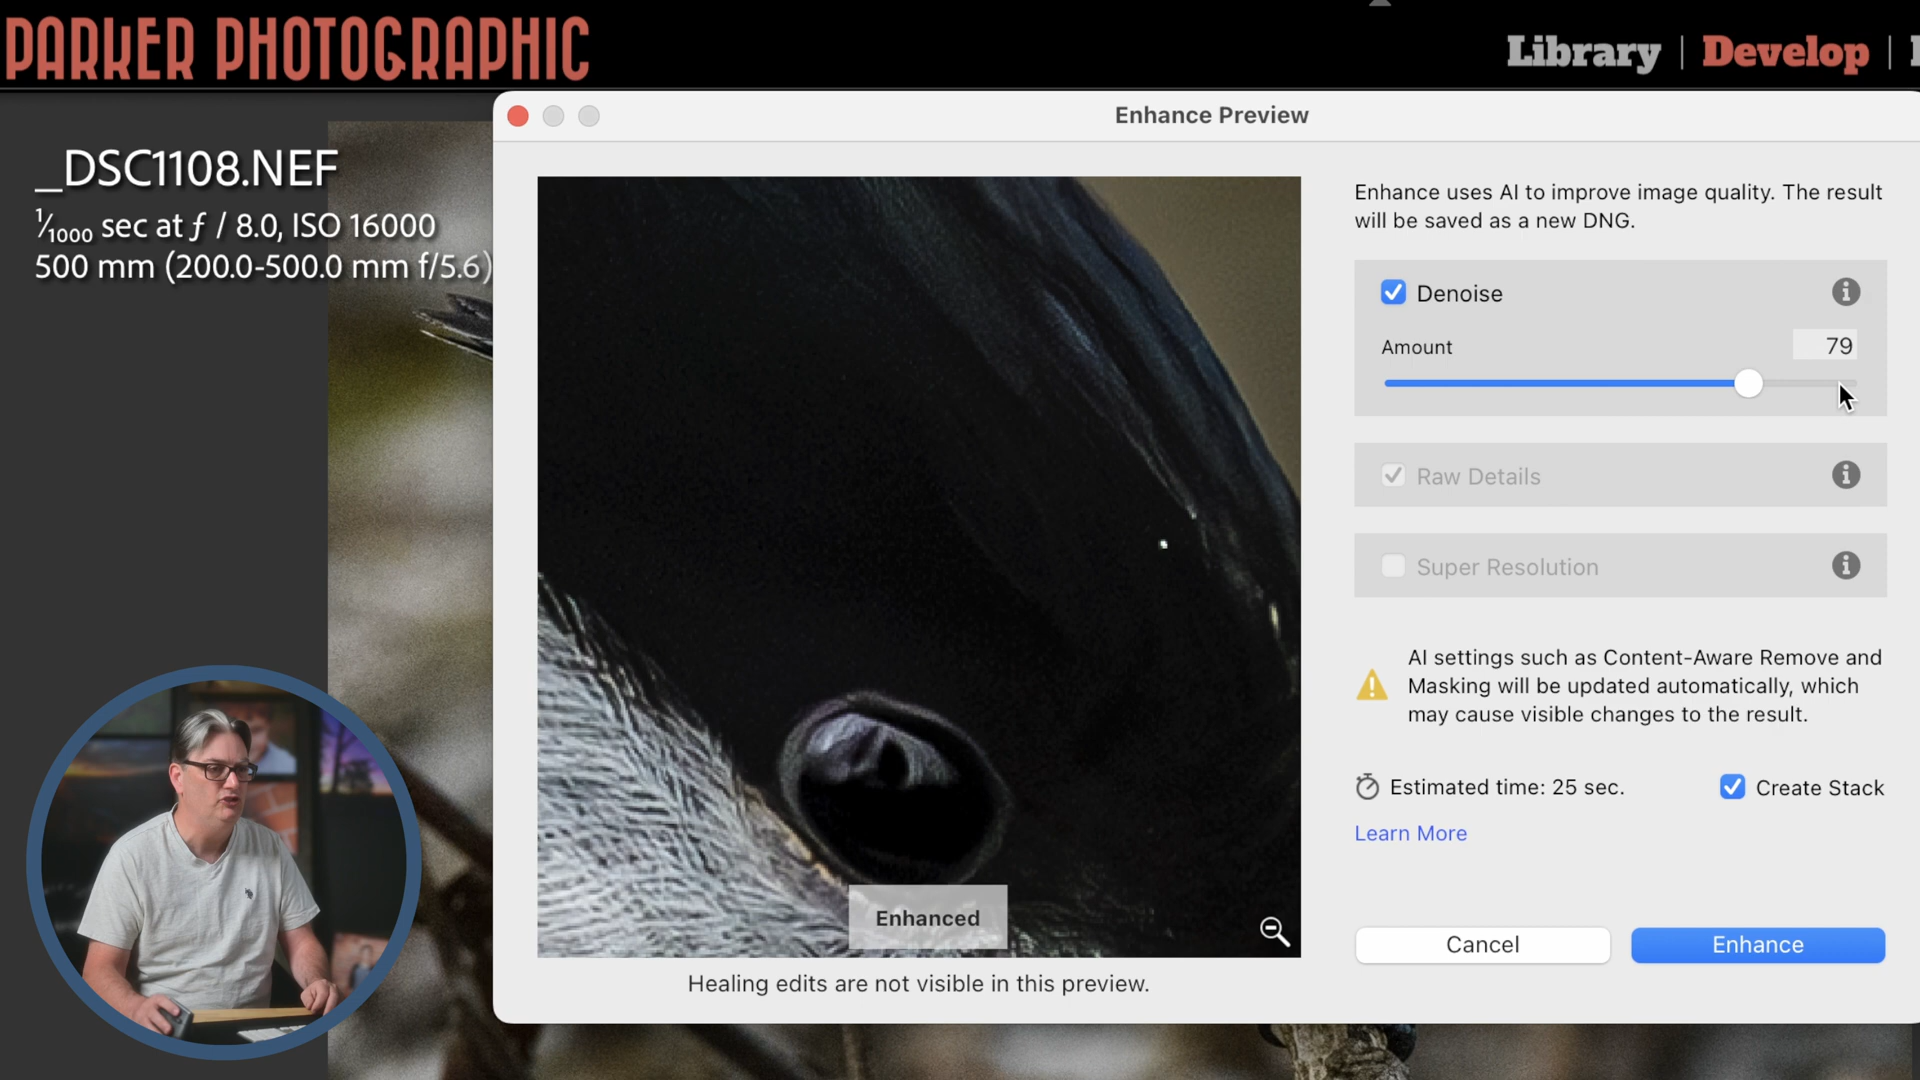 PARKER PHOTOGRAPHIC
Library | Develop |
Enhance Preview
_DSC1108.NEF
1/1000 sec at ƒ / 8.0, ISO 16000
500 mm (200.0-500.0 mm f/5.6)
Enhance uses AI to improve image quality. The result
will be saved as a new DNG.
Denoise
Amount
79
Raw Details
Super Resolution
AI settings such as Content-Aware Remove and
Masking will be updated automatically, which
may cause visible changes to the result.
Estimated time: 25 sec.
Create Stack
Learn More
Enhanced
Cancel
Enhance
Healing edits are not visible in this preview.